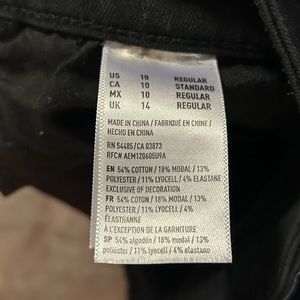 US 10 REGULAR
CA 10 STANDARD
MX 10 REGULAR
UK 14 REGULAR
MADE IN CHINA / FABRIQUÉ EN CHINE /
HECHO EN CHINA
RN 54485/CA 03873
RFC# AEM120605U9A
EN 54% COTTON / 18% MODAL / 13%
POLYESTER / 11% LYOCELL / 4% ELASTANE
EXCLUSIVE OF DECORATION
FR 54% COTON / 18% MODAL / 13%
POLYESTER / 11% LYOCELL / 4%
ÉLASTHANNE
À L'EXCEPTION DE LA GARNITURE
SP 54% algodón / 18% modal / 13%
poliéster / 11% lyocell / 4% elastano